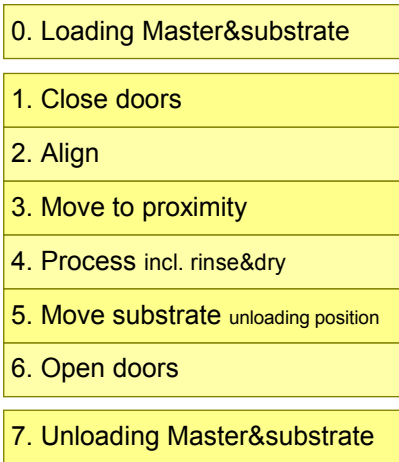 0. Loading Master&substrate
1. Close doors
2. Align
3. Move to proximity
4. Process incl. rinse&dry
5. Move substrate unloading position
6. Open doors
7. Unloading Master&substrate